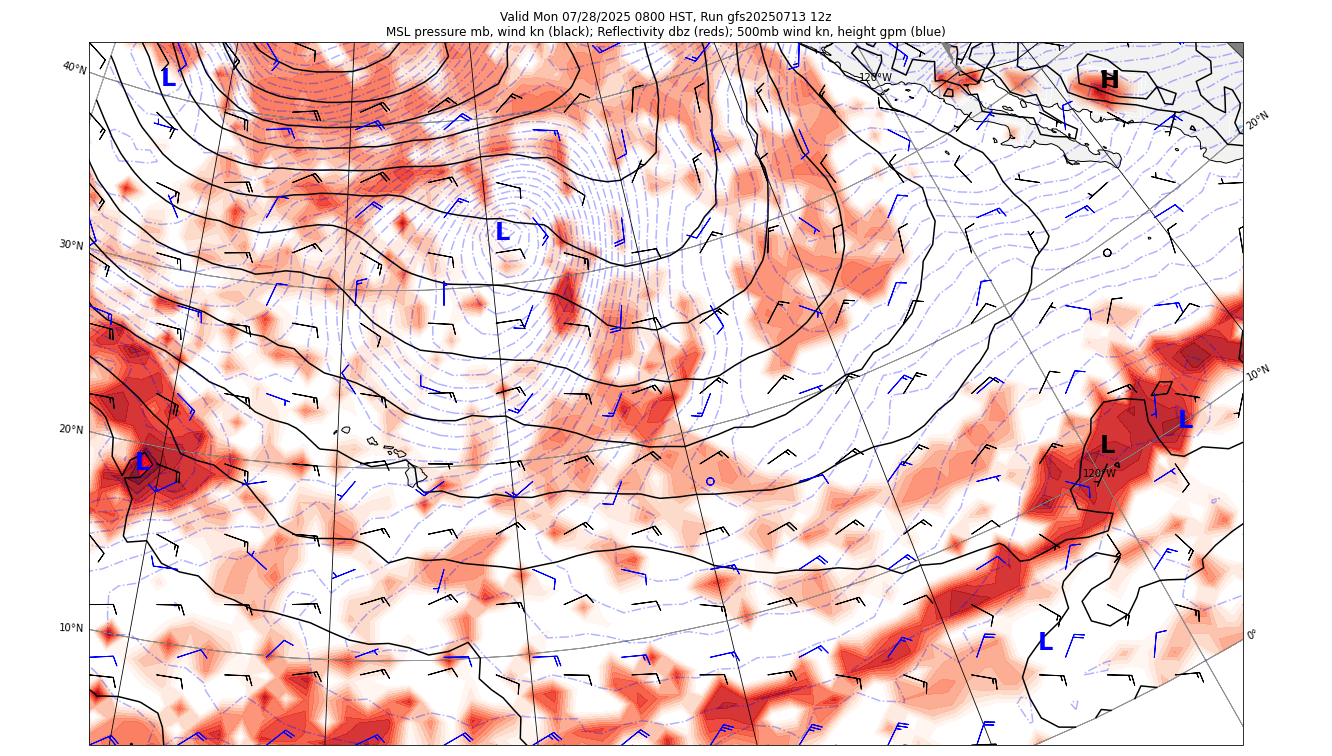 Valid Mon 07/28/2025 0800 HST, Run gfs20250713 12z
MSL pressure mb, wind kn (black); Reflectivity dbz (reds); 500mb wind kn, height gpm (blue)
40°N
L
120°W
H
20°N
30°N
L
10°N
20°N
L
L
L
120°W
10°N
L
0°